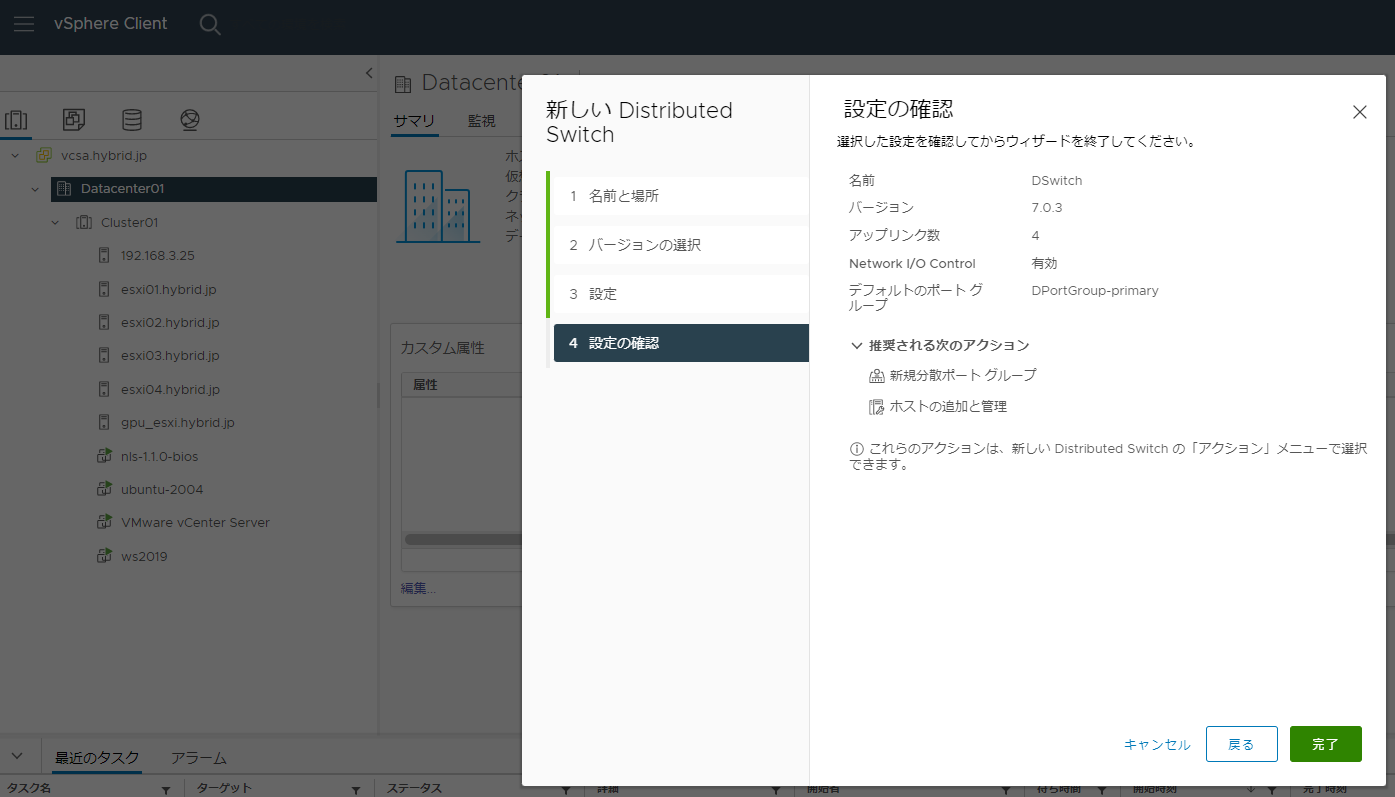 vSphere Client
Datacente
サマリ 監視
vcsa.hybrid.jp
Datacenter01
Cluster01
192.168.3.25
esxi01.hybrid.jp
esxi02.hybrid.jp
esxi03.hybrid.jp
esxi04.hybrid.jp
gpu_esxi.hybrid.jp
nls-1.1.0-bios
ubuntu-2004
VMware vCenter Server
ws2019
カスタム属性
属性
編集...
新しい Distributed
Switch
1 名前と場所
2 バージョンの選択
3 設定
4 設定の確認
設定の確認
選択した設定を確認してからウィザードを終了してください。
名前 DSwitch
バージョン 7.0.3
アップリンク数 4
Network I/O Control 有効
デフォルトのポート グ DPortGroup-primary
ループ
推奨される次のアクション
新規分散ポート グループ
ホストの追加と管理
これらのアクションは、新しい Distributed Switch の「アクション」メニューで選択
できます。
キャンセル 戻る 完了
最近のタスク アラーム
タスク名 ターゲット ステータス 詳細 開始者 待ち時間 開始時刻 完了時刻